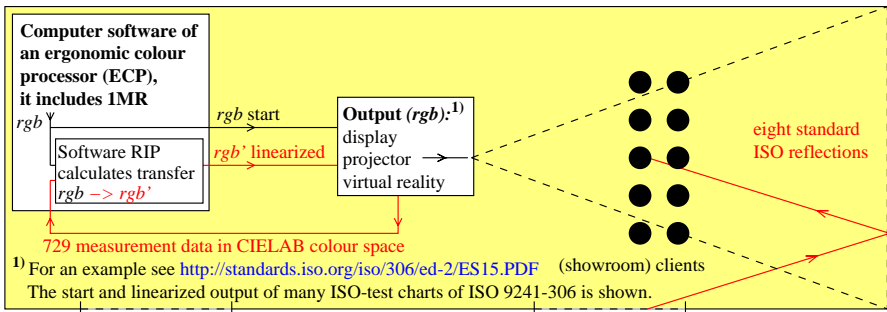 Computer software of
an ergonomic colour
processor (ECP),
it includes 1MR
rgb
rgb start
Software RIP
calculates transfer
rgb –> rgb’
rgb’ linearized
Output (rgb):1)
display
projector
virtual reality
eight standard
ISO reflections
729 measurement data in CIELAB colour space
(showroom) clients
1) For an example see http://standards.iso.org/iso/306/ed-2/ES15.PDF
The start and linearized output of many ISO-test charts of ISO 9241-306 is shown.